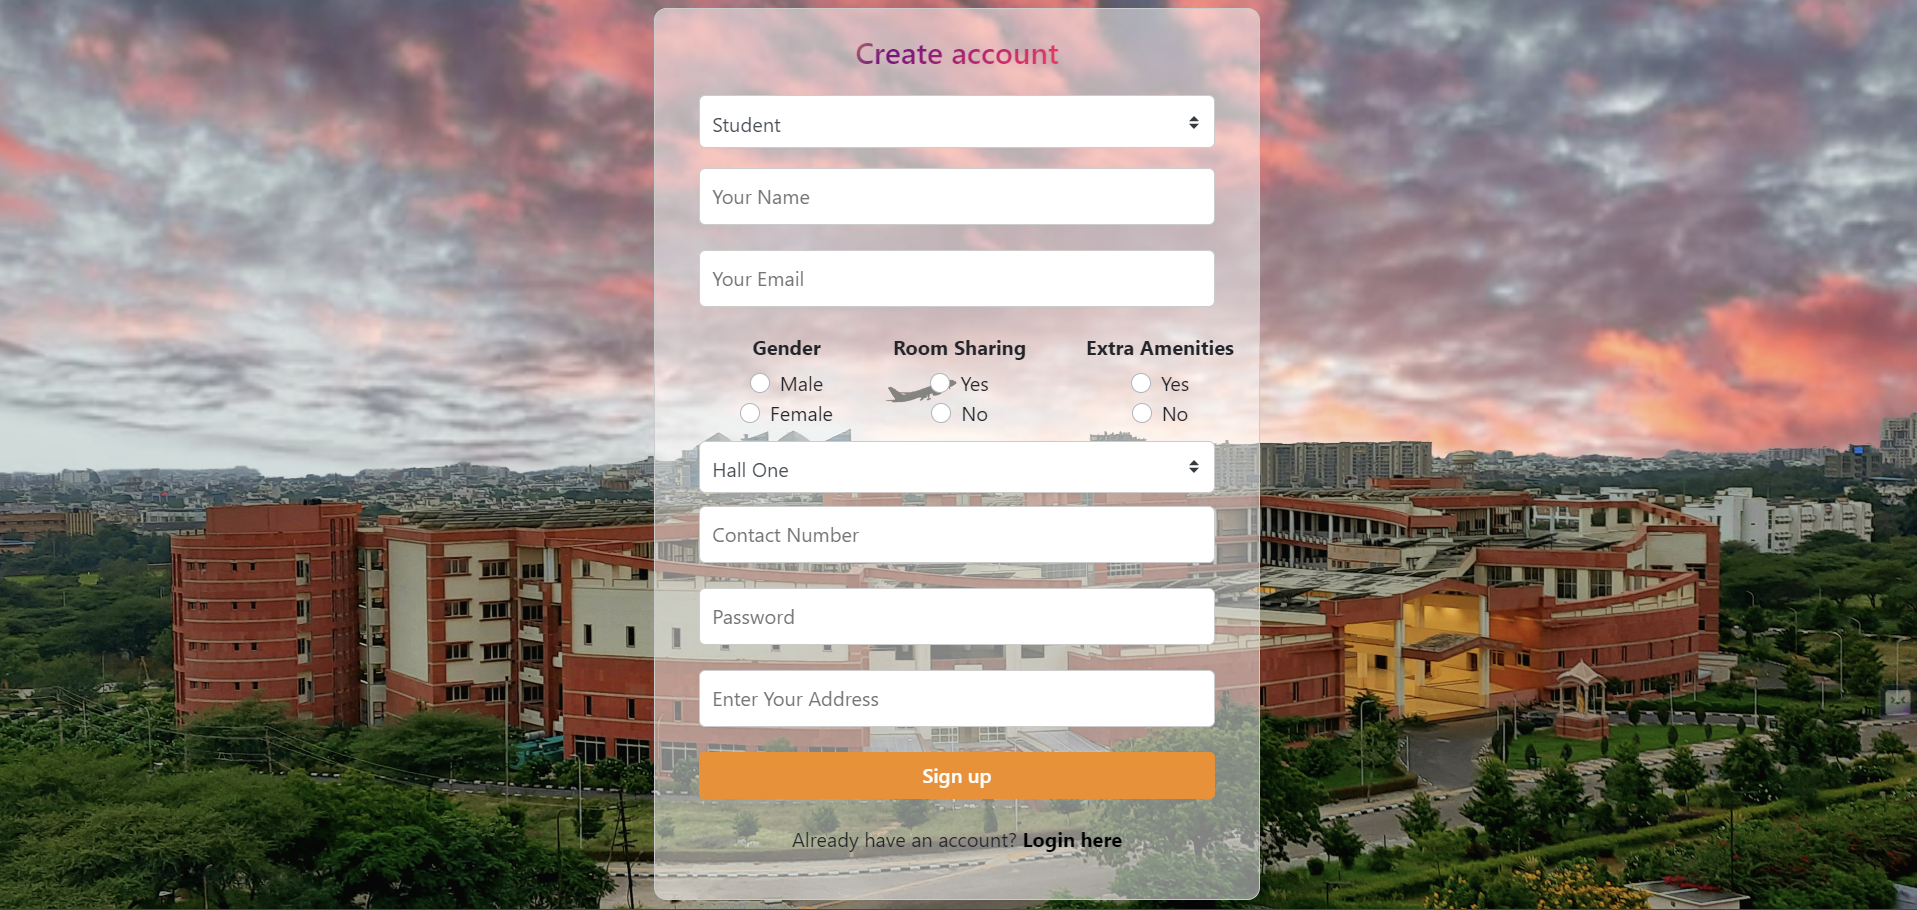 Create account
Student
Your Name
Your Email
Gender Room Sharing Extra Amenities
Male Yes Yes
Female No No
Hall One
Contact Number
Password
Enter Your Address
Sign up
Already have an account? Login here